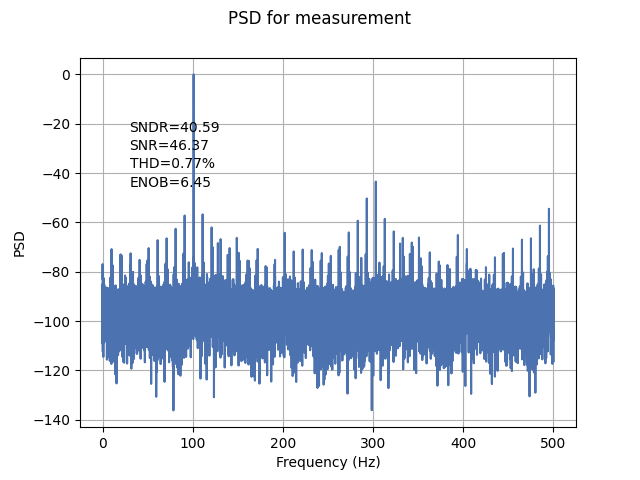 PSD for measurement
0
−20
−40
−60
−80
−100
−120
−140
PSD
SNDR=40.59
SNR=46.37
THD=0.77%
ENOB=6.45
0 100 200 300 400 500
Frequency (Hz)